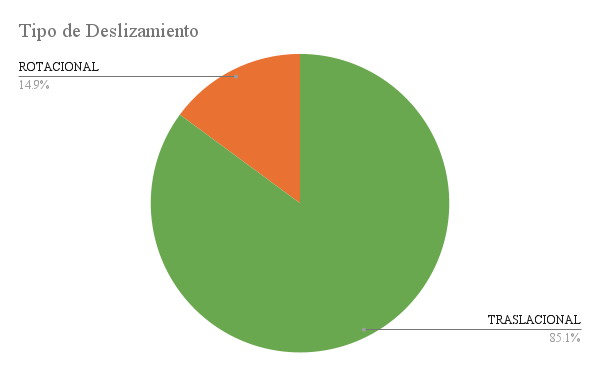 Tipo de Deslizamiento
ROTACIONAL
14.9%
TRASLACIONAL
85.1%